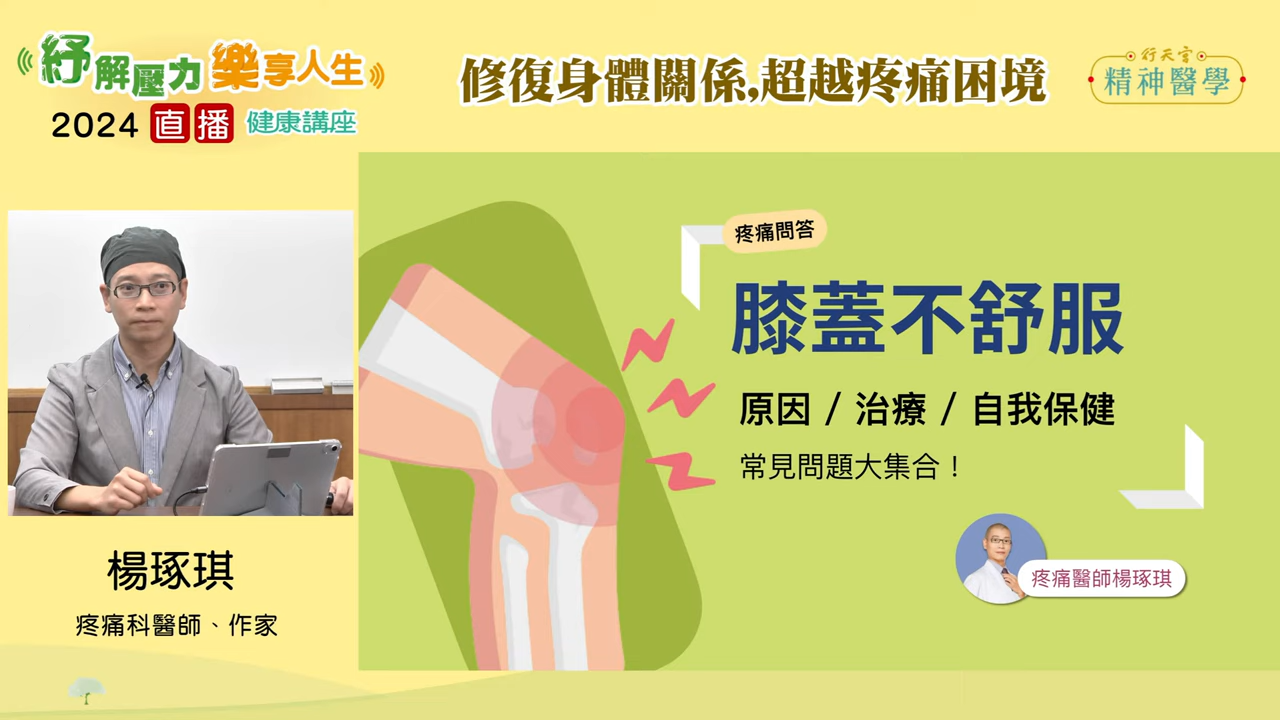 紓解壓力 樂享人生
2024 直播 健康講座
修復身體關係,超越疼痛困境
行天宮
精神醫學
疼痛問答
膝蓋不舒服
原因 / 治療 / 自我保健
常見問題大集合！
疼痛醫師楊琢琪
楊琢琪
疼痛科醫師、作家